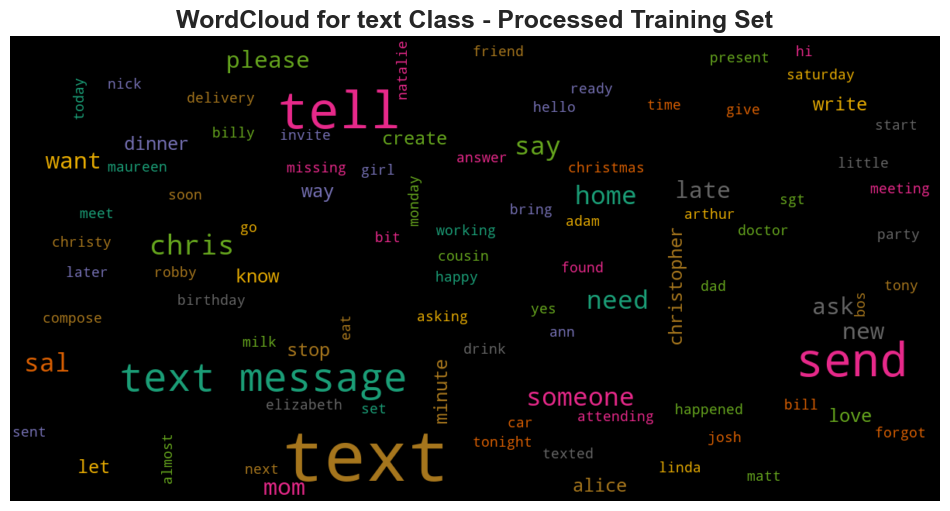 WordCloud for text Class - Processed Training Set
friend
hi
please
present
natalie
saturday
today
nick
ready
delivery
tell
hello
time
give
write
billy
invite
create
start
dinner
say
want
maureen
missing
girl
answer
christmas
little
soon
way
monday
home
late
meeting
sgt
meet
bring
adam
arthur
go
christy
chris
bit
working
doctor
party
cousin
christopher
later
robby
know
happy
found
dad
tony
birthday
need
yes
ask
bos
compose
asking
eat
ann
new
milk
stop
drink
sal
text message
minute
send
elizabeth
set
someone
attending
happened
bill
love
car
sent
almost
text
tonight
josh
forgot
texted
let
next
linda
matt
mom
alice